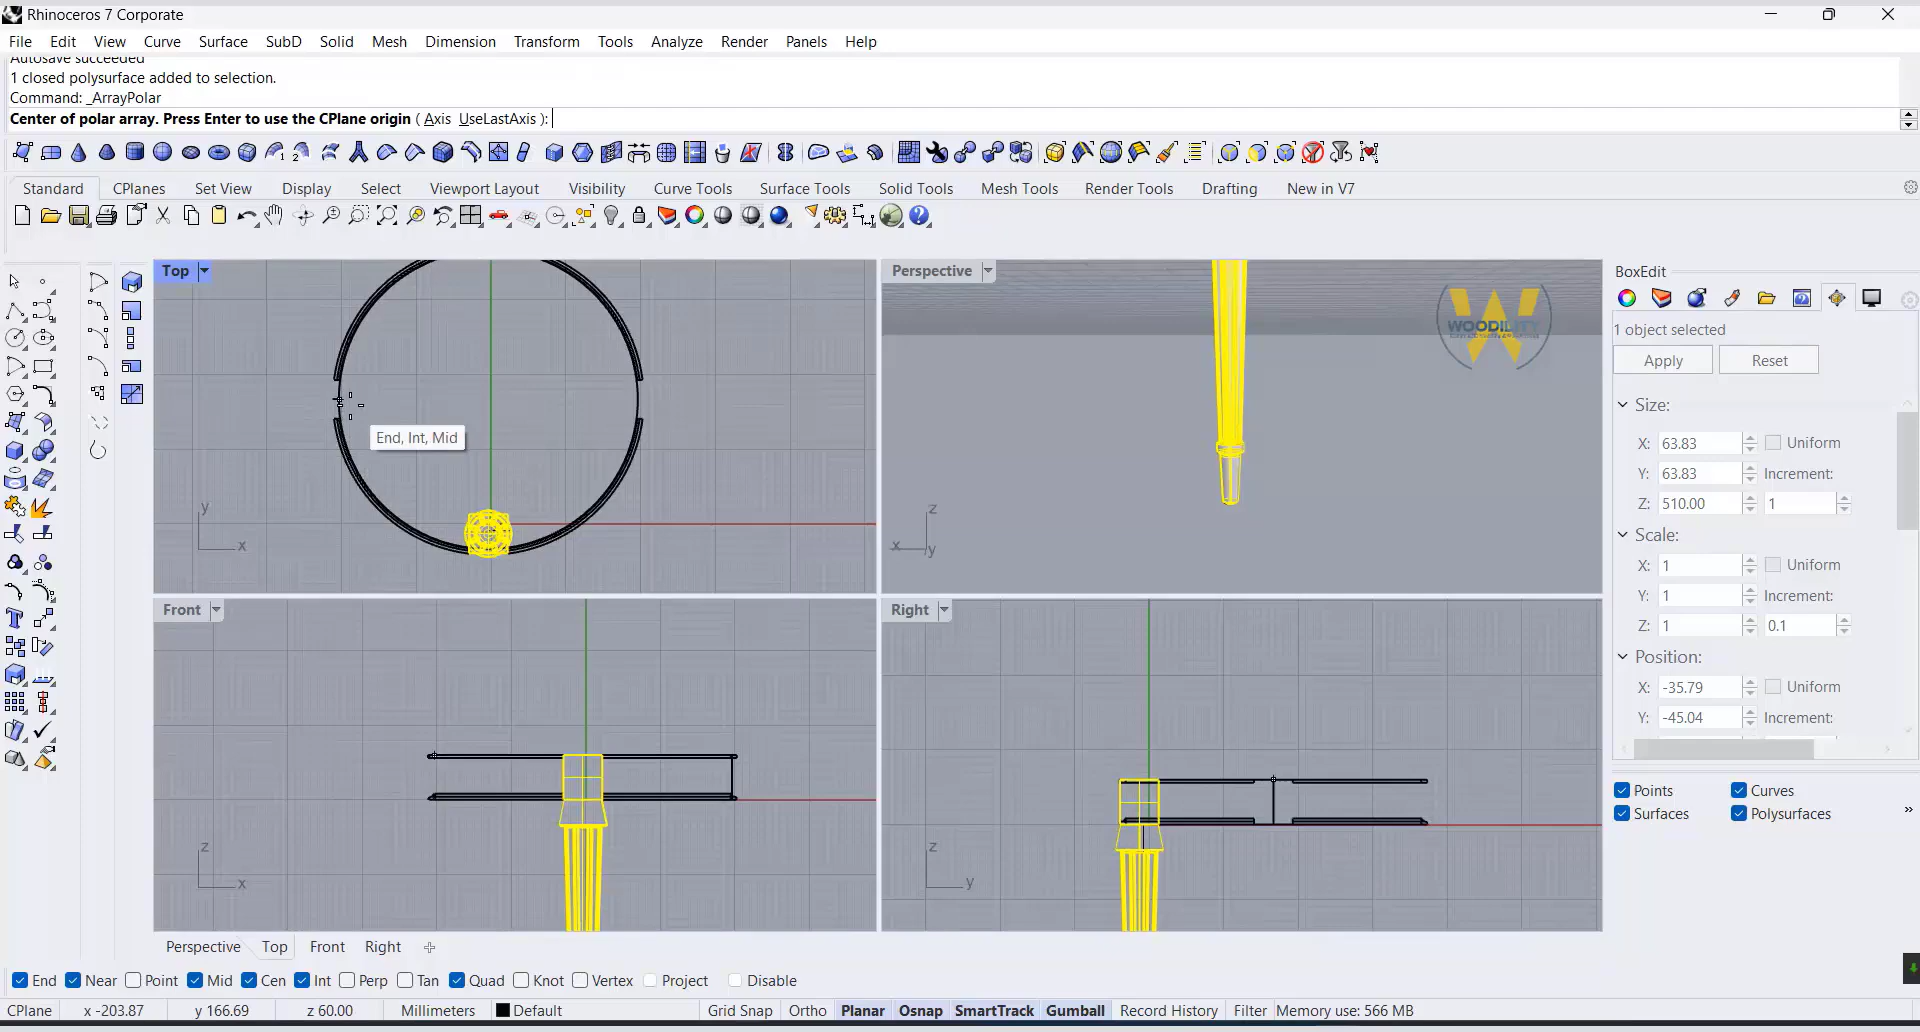 Rhinoceros 7 Corporate
File Edit View Curve Surface SubD Solid Mesh Dimension Transform Tools Analyze Render Panels Help
Autosave succeeded
1 closed polysurface added to selection.
Command: _ArrayPolar
Center of polar array. Press Enter to use the CPlane origin ( Axis UseLastAxis ):
Standard CPlanes Set View Display Select Viewport Layout Visibility Curve Tools Surface Tools Solid Tools Mesh Tools Render Tools Drafting New in V7
Top
End, Int, Mid
y
x
Perspective
WOODILITY
z
x
y
Front
z
x
Right
z
y
BoxEdit
1 object selected
Apply Reset
Size:
X: 63.83 Uniform
Y: 63.83 Increment:
Z: 510.00 1
Scale:
X: 1 Uniform
Y: 1 Increment:
Z: 1 0.1
Position:
X: -35.79 Uniform
Y: -45.04 Increment:
Points Curves
Surfaces Polysurfaces
Perspective Top Front Right
End Near Point Mid Cen Int Perp Tan Quad Knot Vertex Project Disable
CPlane x -203.87 y 166.69 z 60.00 Millimeters Default Grid Snap Ortho Planar Osnap SmartTrack Gumball Record History Filter Memory use: 566 MB